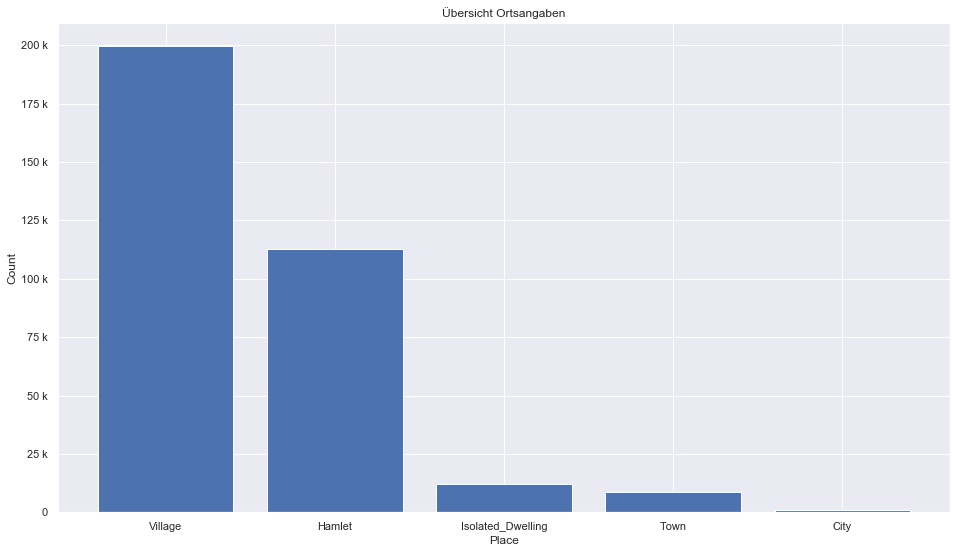 Übersicht Ortsangaben
200 k
175 k
150 k
125 k
100 k
75 k
50 k
25 k
0
Count
Village
Hamlet
Isolated_Dwelling
Town
City
Place